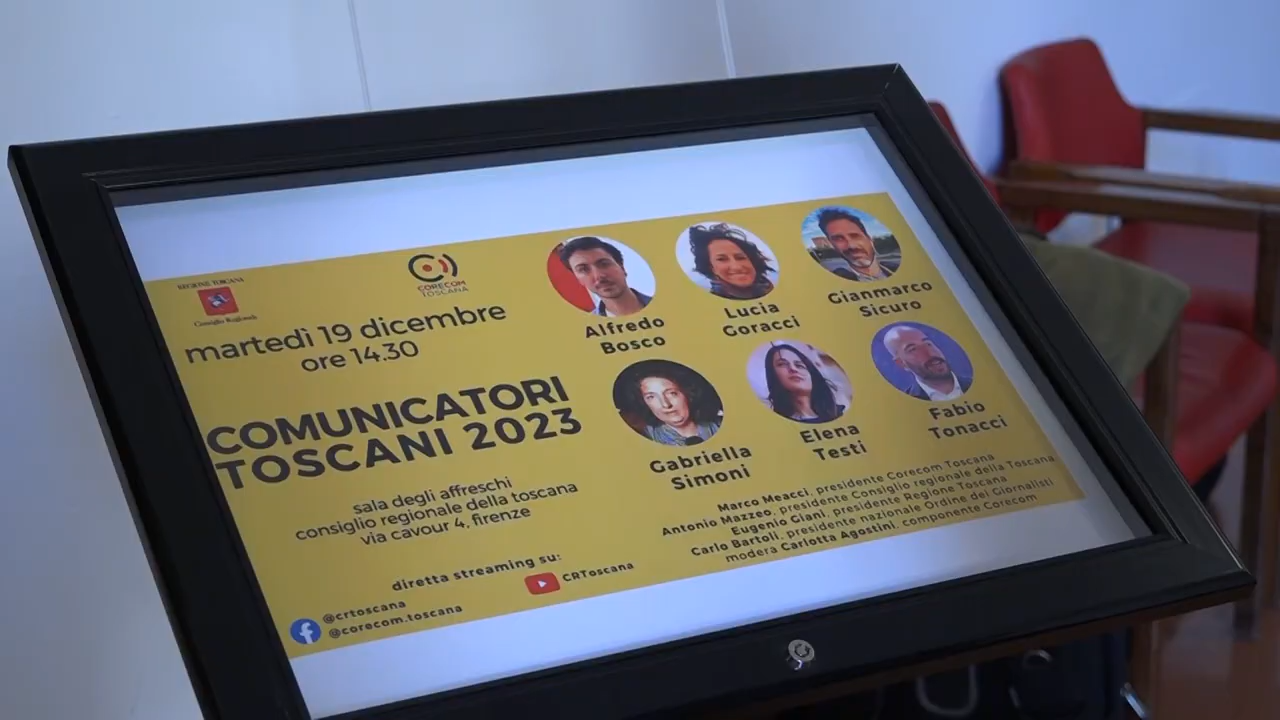 REGIONE TOSCANA
Consiglio Regionale
CORECOM
TOSCANA
martedì 19 dicembre
ore 14.30
COMUNICATORI
TOSCANI 2023
sala degli affreschi
consiglio regionale della toscana
via cavour 4, firenze
diretta streaming su:
@crtoscana
@corecom.toscana
CRToscana
Alfredo
Bosco
Lucia
Goracci
Gianmarco
Sicuro
Gabriella
Simoni
Elena
Testi
Fabio
Tonacci
Marco Meacci, presidente Corecom Toscana
Antonio Mazzeo, presidente Consiglio regionale della Toscana
Eugenio Giani, presidente Regione Toscana
Carlo Bartoli, presidente nazionale Ordine dei Giornalisti
modera Carlotta Agostini, componente Corecom